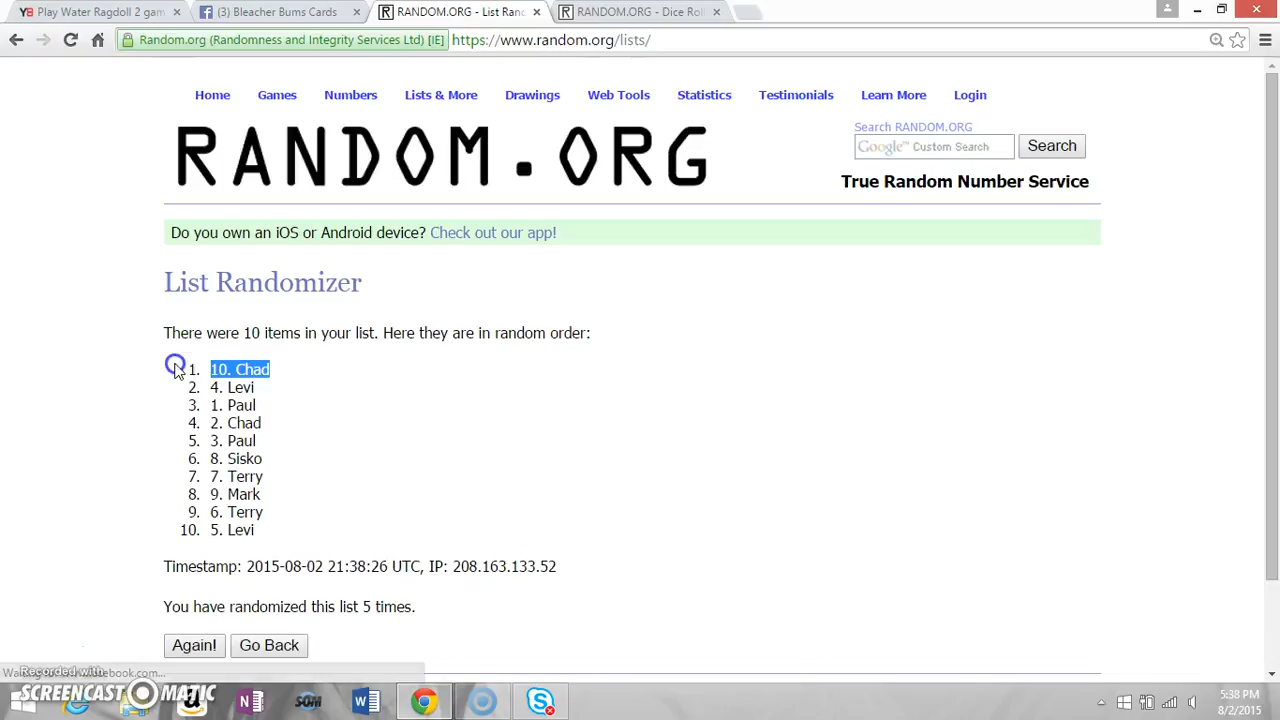 Play Water Ragdoll 2 gam
(3) Bleacher Bums Cards
RANDOM.ORG - List Ran
RANDOM.ORG - Dice Rol
Random.org (Randomness and Integrity Services Ltd) [IE]
https://www.random.org/lists/
Home Games Numbers Lists & More Drawings Web Tools Statistics Testimonials Learn More Login
RANDOM.ORG
Search RANDOM.ORG
Google™ Custom Search
Search
True Random Number Service
Do you own an iOS or Android device? Check out our app!
List Randomizer
There were 10 items in your list. Here they are in random order:
1. 10. Chad
2. 4. Levi
3. 1. Paul
4. 2. Chad
5. 3. Paul
6. 8. Sisko
7. 7. Terry
8. 9. Mark
9. 6. Terry
10. 5. Levi
Timestamp: 2015-08-02 21:38:26 UTC, IP: 208.163.133.52
You have randomized this list 5 times.
Again! Go Back
Recorded with
SCREENCAST MATIC
5:38 PM
8/2/2015